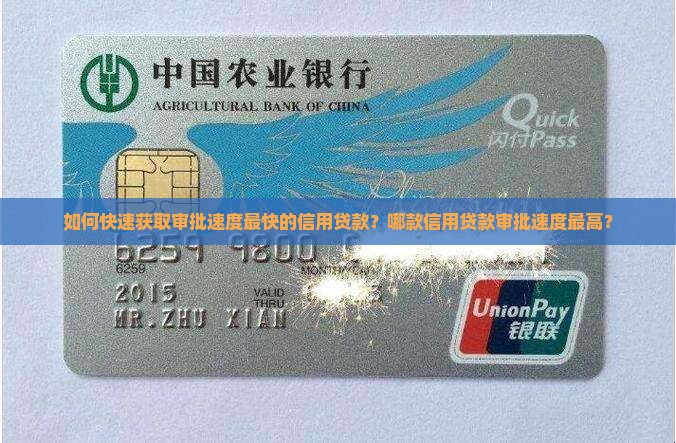 中国农业银行
AGRICULTURAL BANK OF CHINA
Quick
闪付Pass
如何快速获取审批速度最快的信用贷款？哪款信用贷款审批速度最高？
6259 9800
6259
MONTH
VALID
THRU
2015
MR.ZHU XIAN
UnionPay
银联